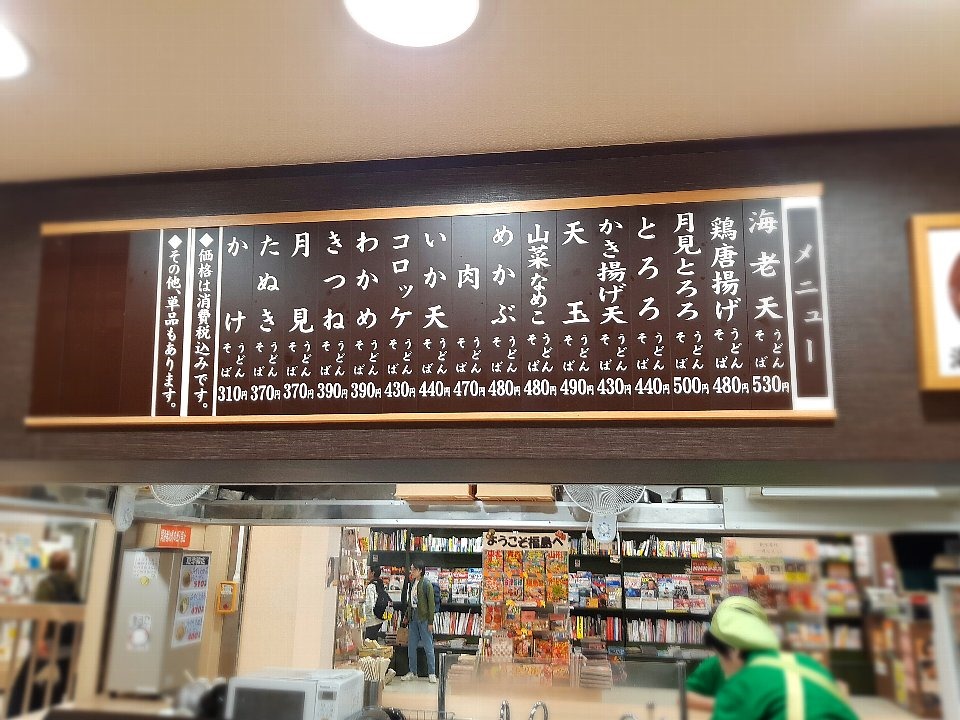 メニュー
海老天 うどん そば 530円
鶏唐揚げ うどん そば 480円
月見とろろ うどん そば 500円
とろろ うどん そば 440円
かき揚げ天 うどん そば 430円
天玉 うどん そば 490円
山菜なめこ うどん そば 480円
めかぶ うどん そば 480円
肉 うどん そば 470円
いか天 うどん そば 440円
コロッケ うどん そば 430円
わかめ うどん そば 390円
きつね うどん そば 390円
月見 うどん そば 370円
たぬき うどん そば 370円
かけ うどん そば 310円
◆価格は消費税込みです。
◆その他、単品もあります。
ようこそ福島へ